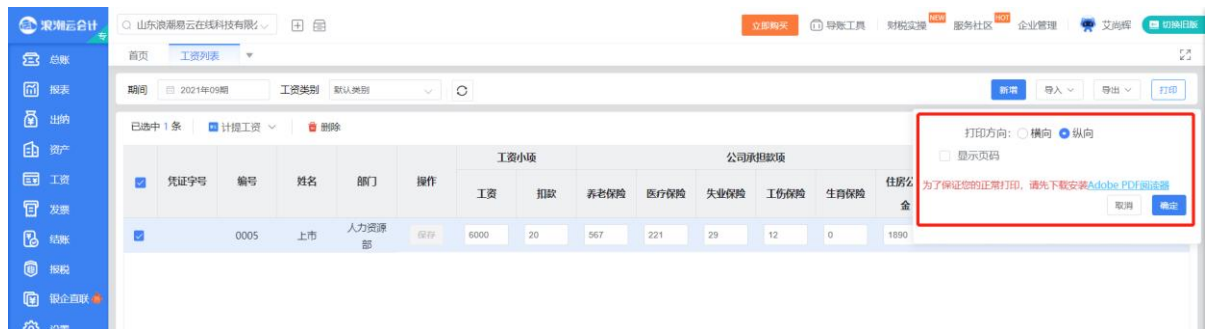 浪潮云会计
专
山东浪潮易云在线科技有限公
立即购买
导账工具
财税实操
NEW
服务社区
HOT
企业管理
艾尚辉
切换旧版
总账
首页
工资列表
报表
期间
2021年09期
工资类别
默认类别
新增
导入
导出
打印
出纳
已选中 1 条
计提工资
删除
打印方向:
横向
纵向
显示页码
为了保证您的正常打印，请先下载安装Adobe PDF阅读器
取消
确定
资产
工资小项
公司承担款项
工资
凭证字号
编号
姓名
部门
操作
工资
扣款
养老保险
医疗保险
失业保险
工伤保险
生育保险
住房公
金
发票
结账
0005
上市
人力资源
部
保存
6000
20
567
221
29
12
0
1890
报税
银企直联
设置